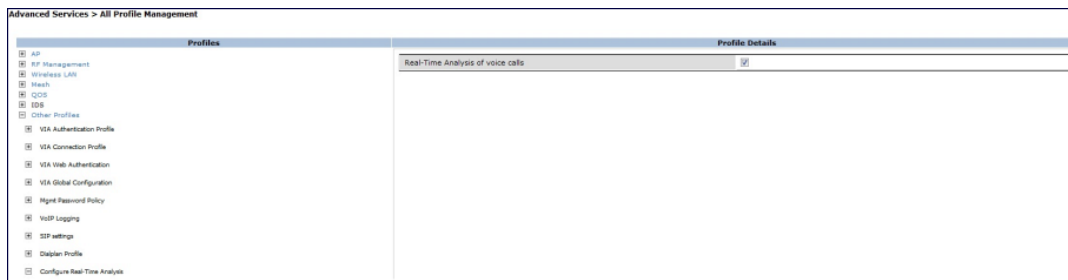 Advanced Services > All Profile Management
Profiles
Profile Details
AP
RF Management
Wireless LAN
Mesh
QOS
IDS
Other Profiles
VIA Authentication Profile
VIA Connection Profile
VIA Web Authentication
VIA Global Configuration
Mgmt Password Policy
VoIP Logging
SIP settings
Dialplan Profile
Configure Real-Time Analysis
Real-Time Analysis of voice calls